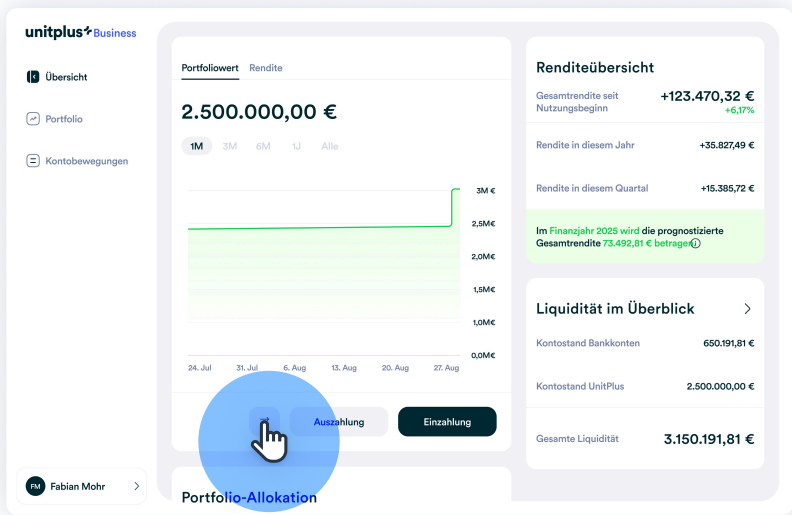 unitplus Business
Übersicht
Portfolio
Kontobewegungen
FM Fabian Mohr
Portfoliowert Rendite
2.500.000,00 €
1M 3M 6M 1J Alle
3M €
2,5M€
2,0M€
1,5M€
1,0M€
0,0M€
24. Jul 31. Jul 6. Aug 13. Aug 20. Aug 27. Aug
Auszahlung Einzahlung
Portfolio-Allokation
Renditeübersicht
Gesamtrendite seit
Nutzungsbeginn
+123.470,32 €
+6,17%
Rendite in diesem Jahr +35.827,49 €
Rendite in diesem Quartal +15.385,72 €
Im Finanzjahr 2025 wird die prognostizierte
Gesamtrendite 73.492,81 € betragen
Liquidität im Überblick
Kontostand Bankkonten 650.191,81 €
Kontostand UnitPlus 2.500.000,00 €
Gesamte Liquidität 3.150.191,81 €